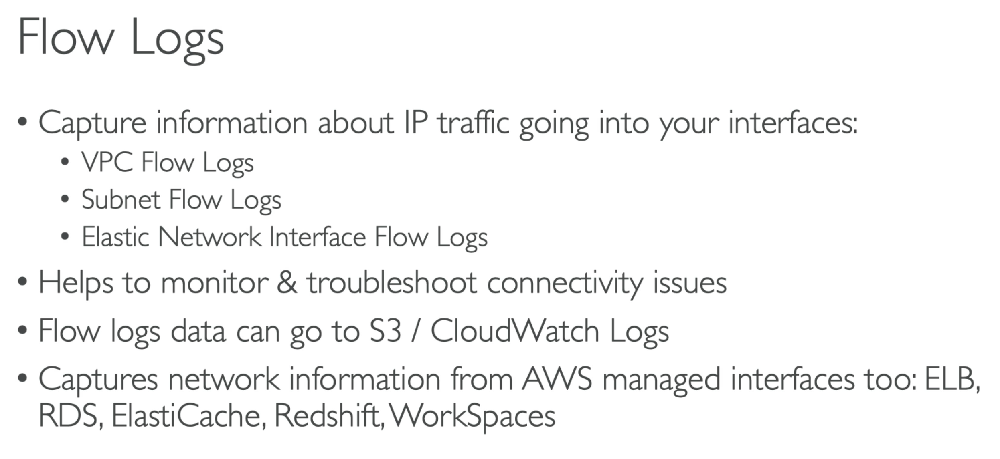 Flow Logs
• Capture information about IP traffic going into your interfaces:
• VPC Flow Logs
• Subnet Flow Logs
• Elastic Network Interface Flow Logs
• Helps to monitor & troubleshoot connectivity issues
• Flow logs data can go to S3 / CloudWatch Logs
• Captures network information from AWS managed interfaces too: ELB,
RDS, ElastiCache, Redshift, WorkSpaces